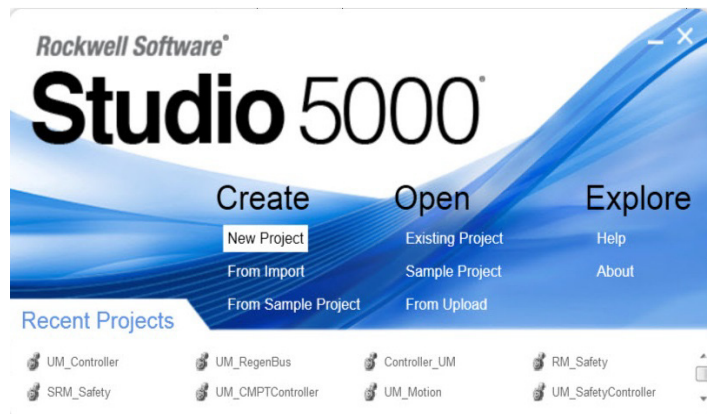 Rockwell Software®
Studio 5000®
Create Open Explore
New Project Existing Project Help
From Import Sample Project About
From Sample Project From Upload
Recent Projects
UM_Controller UM_RegenBus Controller_UM RM_Safety
SRM_Safety UM_CMPTController UM_Motion UM_SafetyController